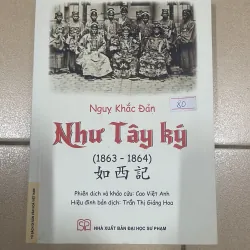 Nguỵ Khắc Đản
80
Như Tây ký
(1863 - 1864)
如西記
Phiên dịch và khảo cứu: Cao Việt Anh
Hiệu đính bản dịch: Trần Thị Giáng Hoa
NHÀ XUẤT BẢN ĐẠI HỌC SƯ PHẠM